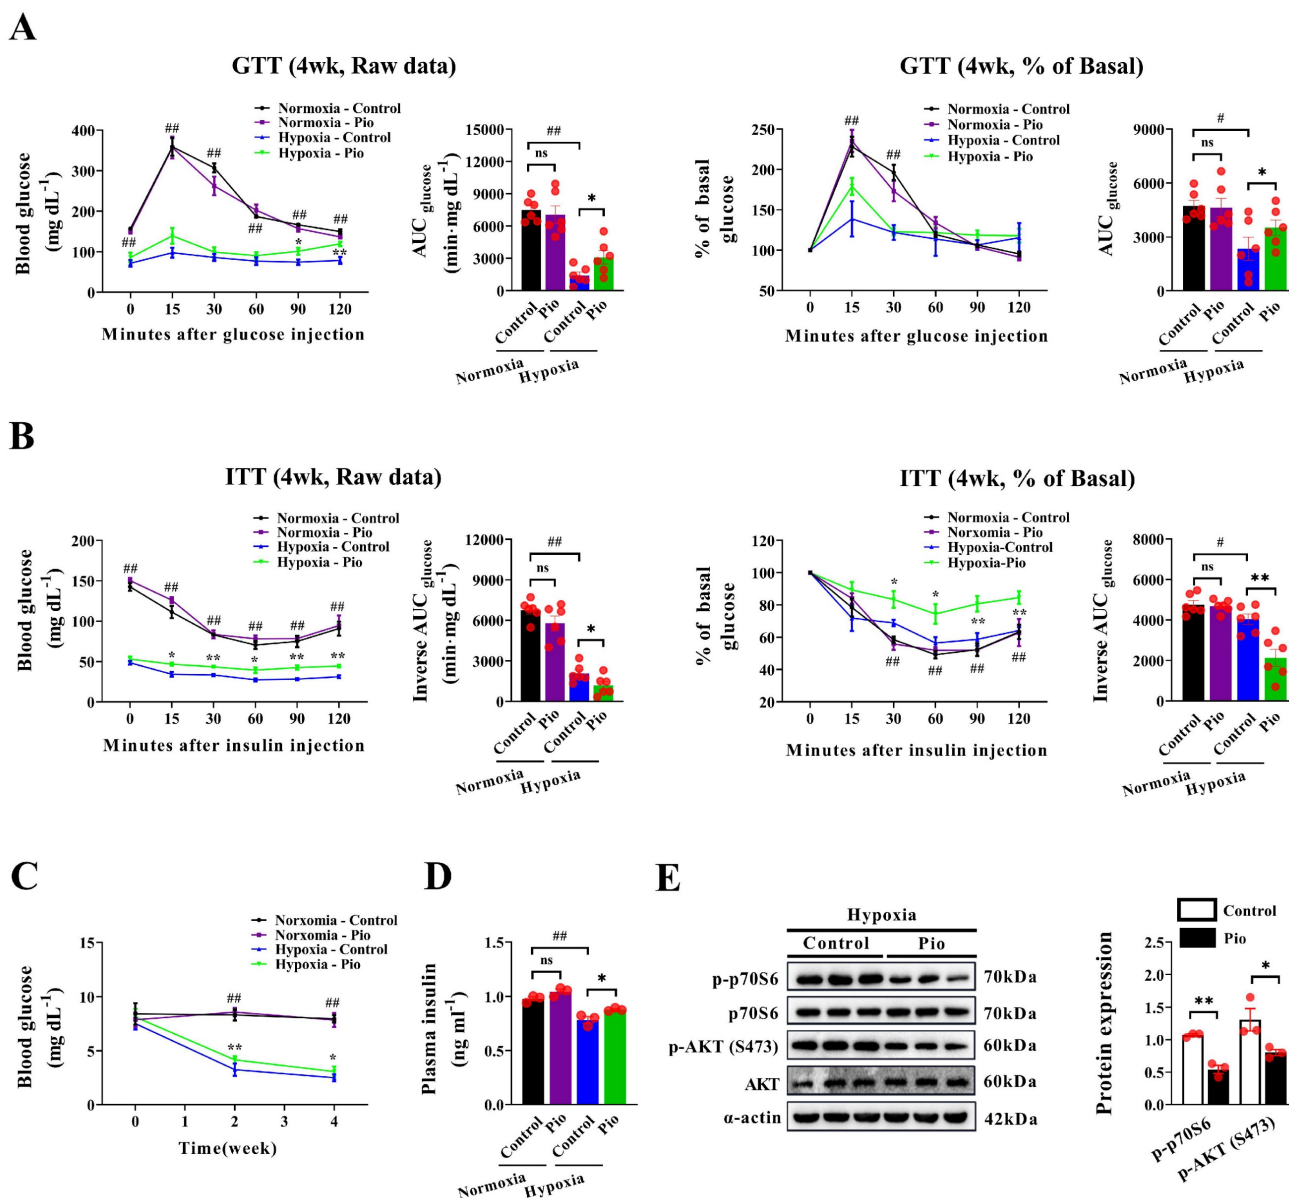 A
GTT (4wk, Raw data)
Normoxia - Control
Normoxia - Pio
Hypoxia - Control
Hypoxia - Pio
Blood glucose
(mg dL⁻¹)
400
300
200
100
0
##
##
##
##
##
*
##
**
0
15
30
60
90
120
Minutes after glucose injection
AUC glucose
(min·mg dL⁻¹)
15000
12000
9000
6000
3000
0
##
ns
*
Control
Pio
Control
Pio
Normoxia
Hypoxia
GTT (4wk, % of Basal)
Normoxia - Control
Normoxia - Pio
Hypoxia - Control
Hypoxia - Pio
% of basal
glucose
250
200
150
100
50
##
##
0
15
30
60
90
120
Minutes after glucose injection
AUC glucose
9000
6000
3000
0
#
ns
*
Control
Pio
Control
Pio
Normoxia
Hypoxia
B
ITT (4wk, Raw data)
Normoxia - Control
Normoxia - Pio
Hypoxia - Control
Hypoxia - Pio
Blood glucose
(mg dL⁻¹)
200
150
100
50
0
##
##
##
##
##
##
*
**
*
**
**
0
15
30
60
90
120
Minutes after insulin injection
Inverse AUC glucose
(min·mg dL⁻¹)
12000
9000
6000
3000
0
##
ns
*
Control
Pio
Control
Pio
Normoxia
Hypoxia
ITT (4wk, % of Basal)
Normoxia - Control
Norxomia - Pio
Hypoxia-Control
Hypoxia-Pio
% of basal
glucose
120
100
80
60
40
20
*
*
**
**
##
##
##
##
0
15
30
60
90
120
Minutes after insulin injection
Inverse AUC glucose
8000
6000
4000
2000
0
#
ns
**
Control
Pio
Control
Pio
Normoxia
Hypoxia
C
Norxomia - Control
Norxomia - Pio
Hypoxia - Control
Hypoxia - Pio
Blood glucose
(mg dL⁻¹)
15
10
5
0
##
##
**
*
0
1
2
3
4
Time(week)
D
Plasma insulin
(ng ml⁻¹)
1.5
1.0
0.5
0.0
##
ns
*
Control
Pio
Control
Pio
Normoxia
Hypoxia
E
Hypoxia
Control Pio
p-p70S6 70kDa
p70S6 70kDa
p-AKT (S473) 60kDa
AKT 60kDa
α-actin 42kDa
Control
Pio
Protein expression
2.5
2.0
1.5
1.0
0.5
0.0
**
*
p-p70S6
p-AKT (S473)